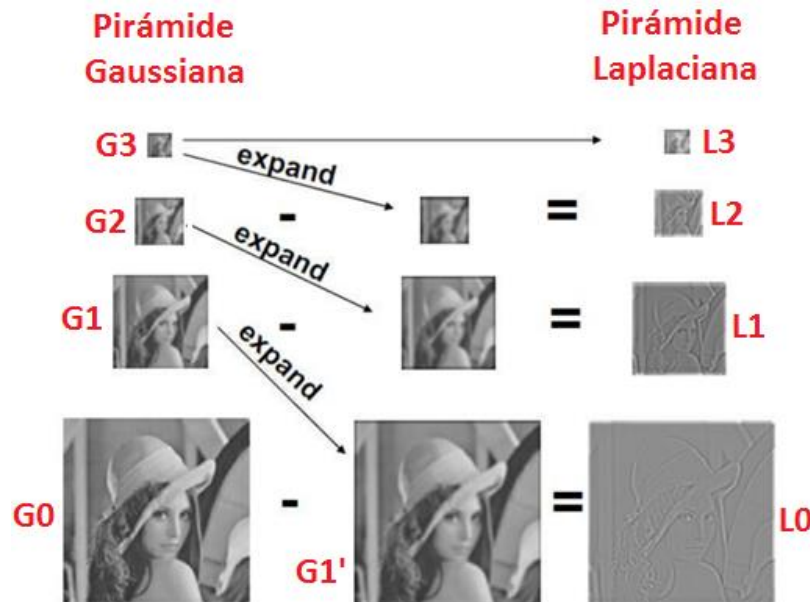 Pirámide
Gaussiana
Pirámide
Laplaciana
G3
expand
L3
G2
-
=
L2
expand
G1
-
=
L1
expand
G0
-
G1'
=
L0